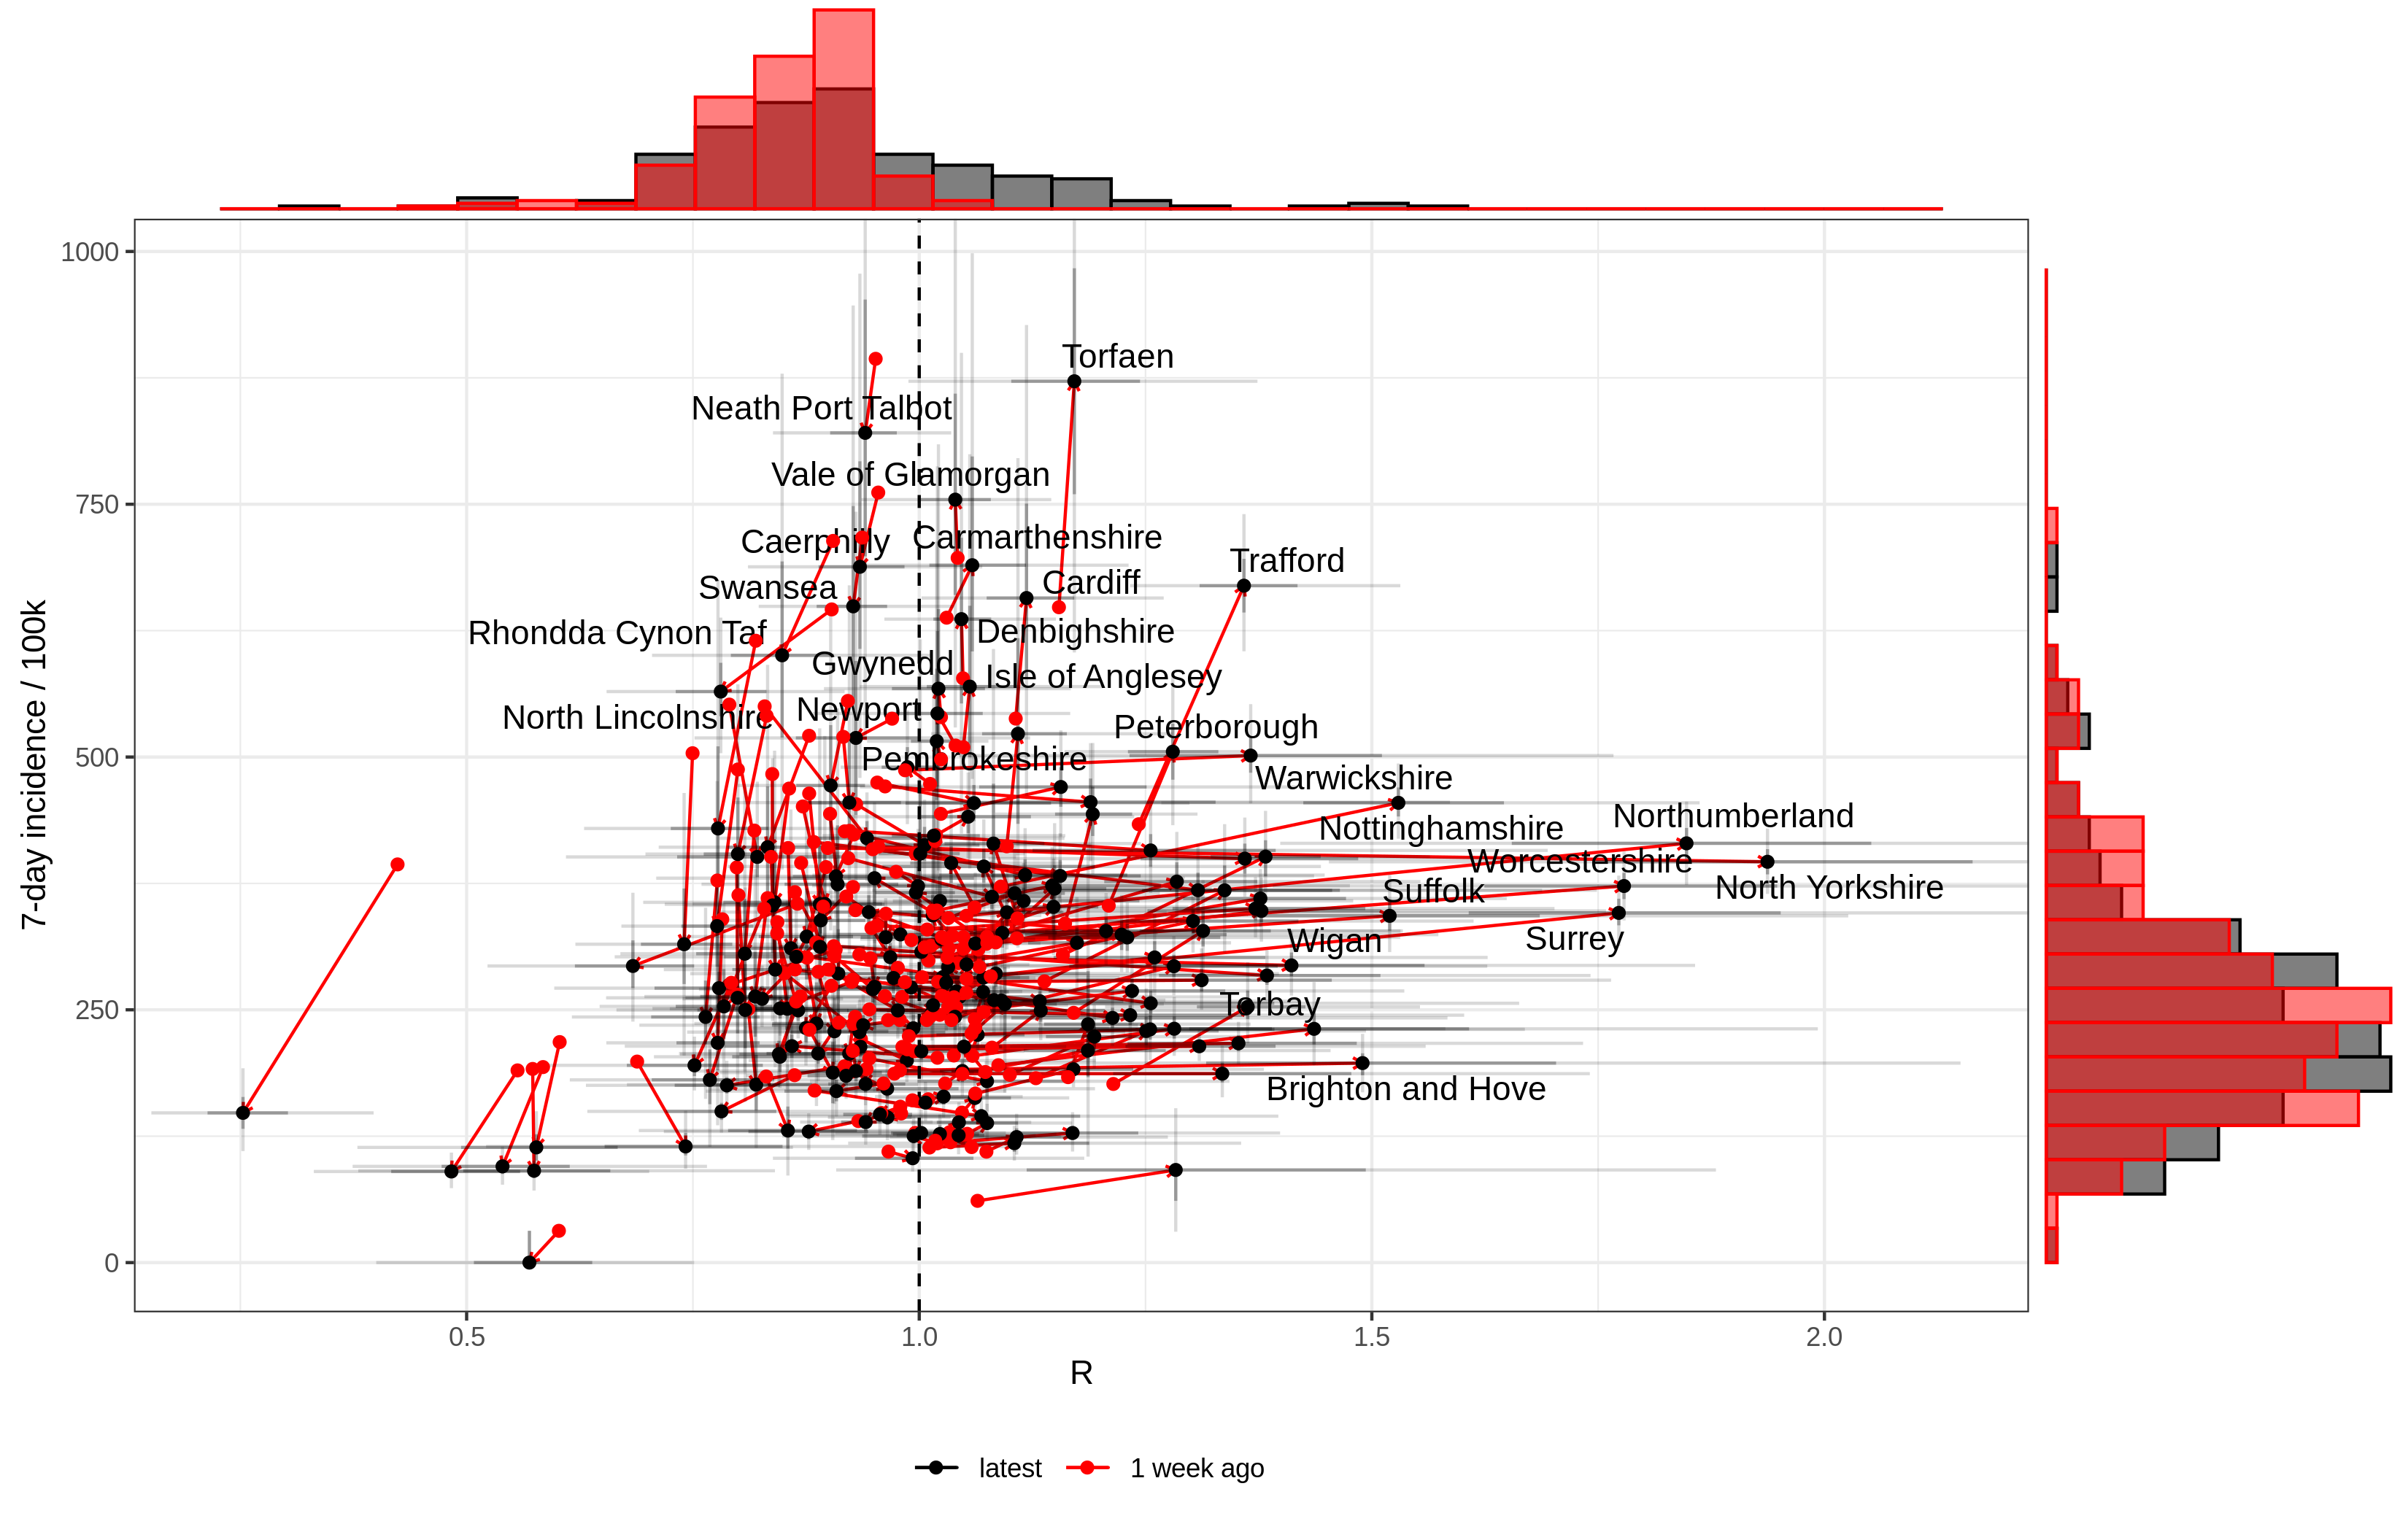 1000
Torfaen
Neath Port Talbot
Vale of Glamorgan
750
Caerphilly
Carmarthenshire
Trafford
Swansea
Cardiff
Rhondda Cynon Taf
Denbighshire
Gwynedd
Isle of Anglesey
North Lincolnshire
Newport
Peterborough
500
Pembrokeshire
Warwickshire
Northumberland
Nottinghamshire
Worcestershire
North Yorkshire
Suffolk
Wigan
Surrey
250
Torbay
Brighton and Hove
0
7-day incidence / 100k
0.5
1.0
1.5
2.0
R
latest
1 week ago